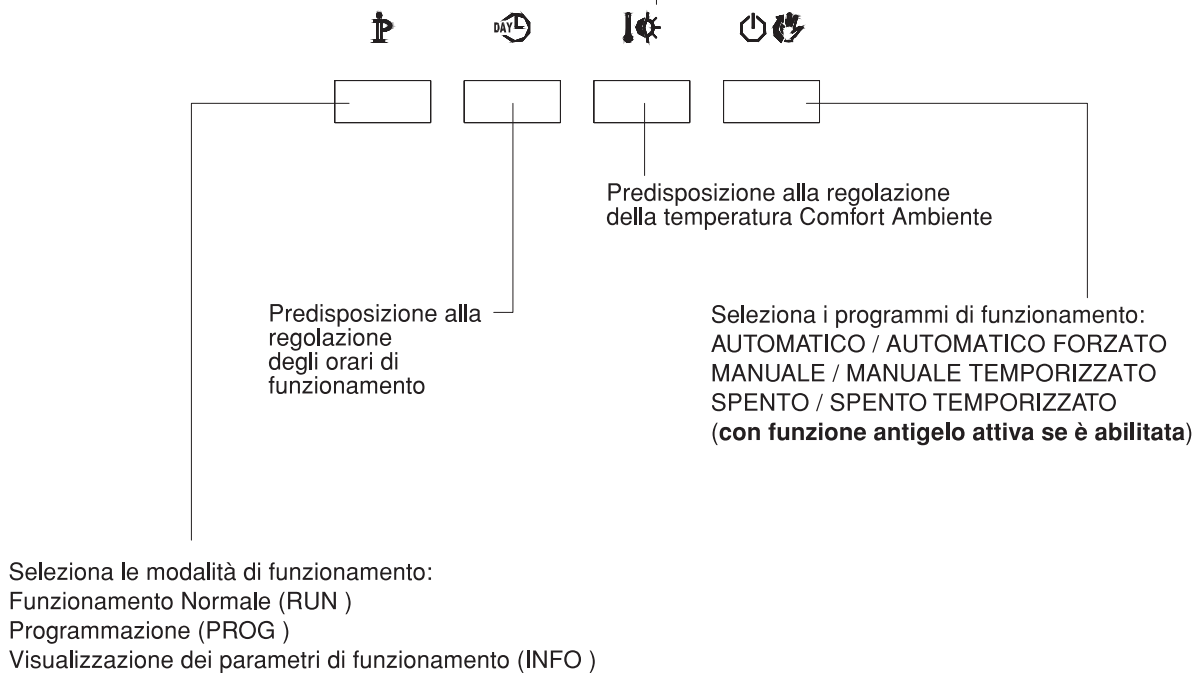 DAY
Predisposizione alla regolazione
della temperatura Comfort Ambiente
Predisposizione alla
regolazione
degli orari di
funzionamento
Seleziona i programmi di funzionamento:
AUTOMATICO / AUTOMATICO FORZATO
MANUALE / MANUALE TEMPORIZZATO
SPENTO / SPENTO TEMPORIZZATO
(con funzione antigelo attiva se è abilitata)
Seleziona le modalità di funzionamento:
Funzionamento Normale (RUN )
Programmazione (PROG )
Visualizzazione dei parametri di funzionamento (INFO )